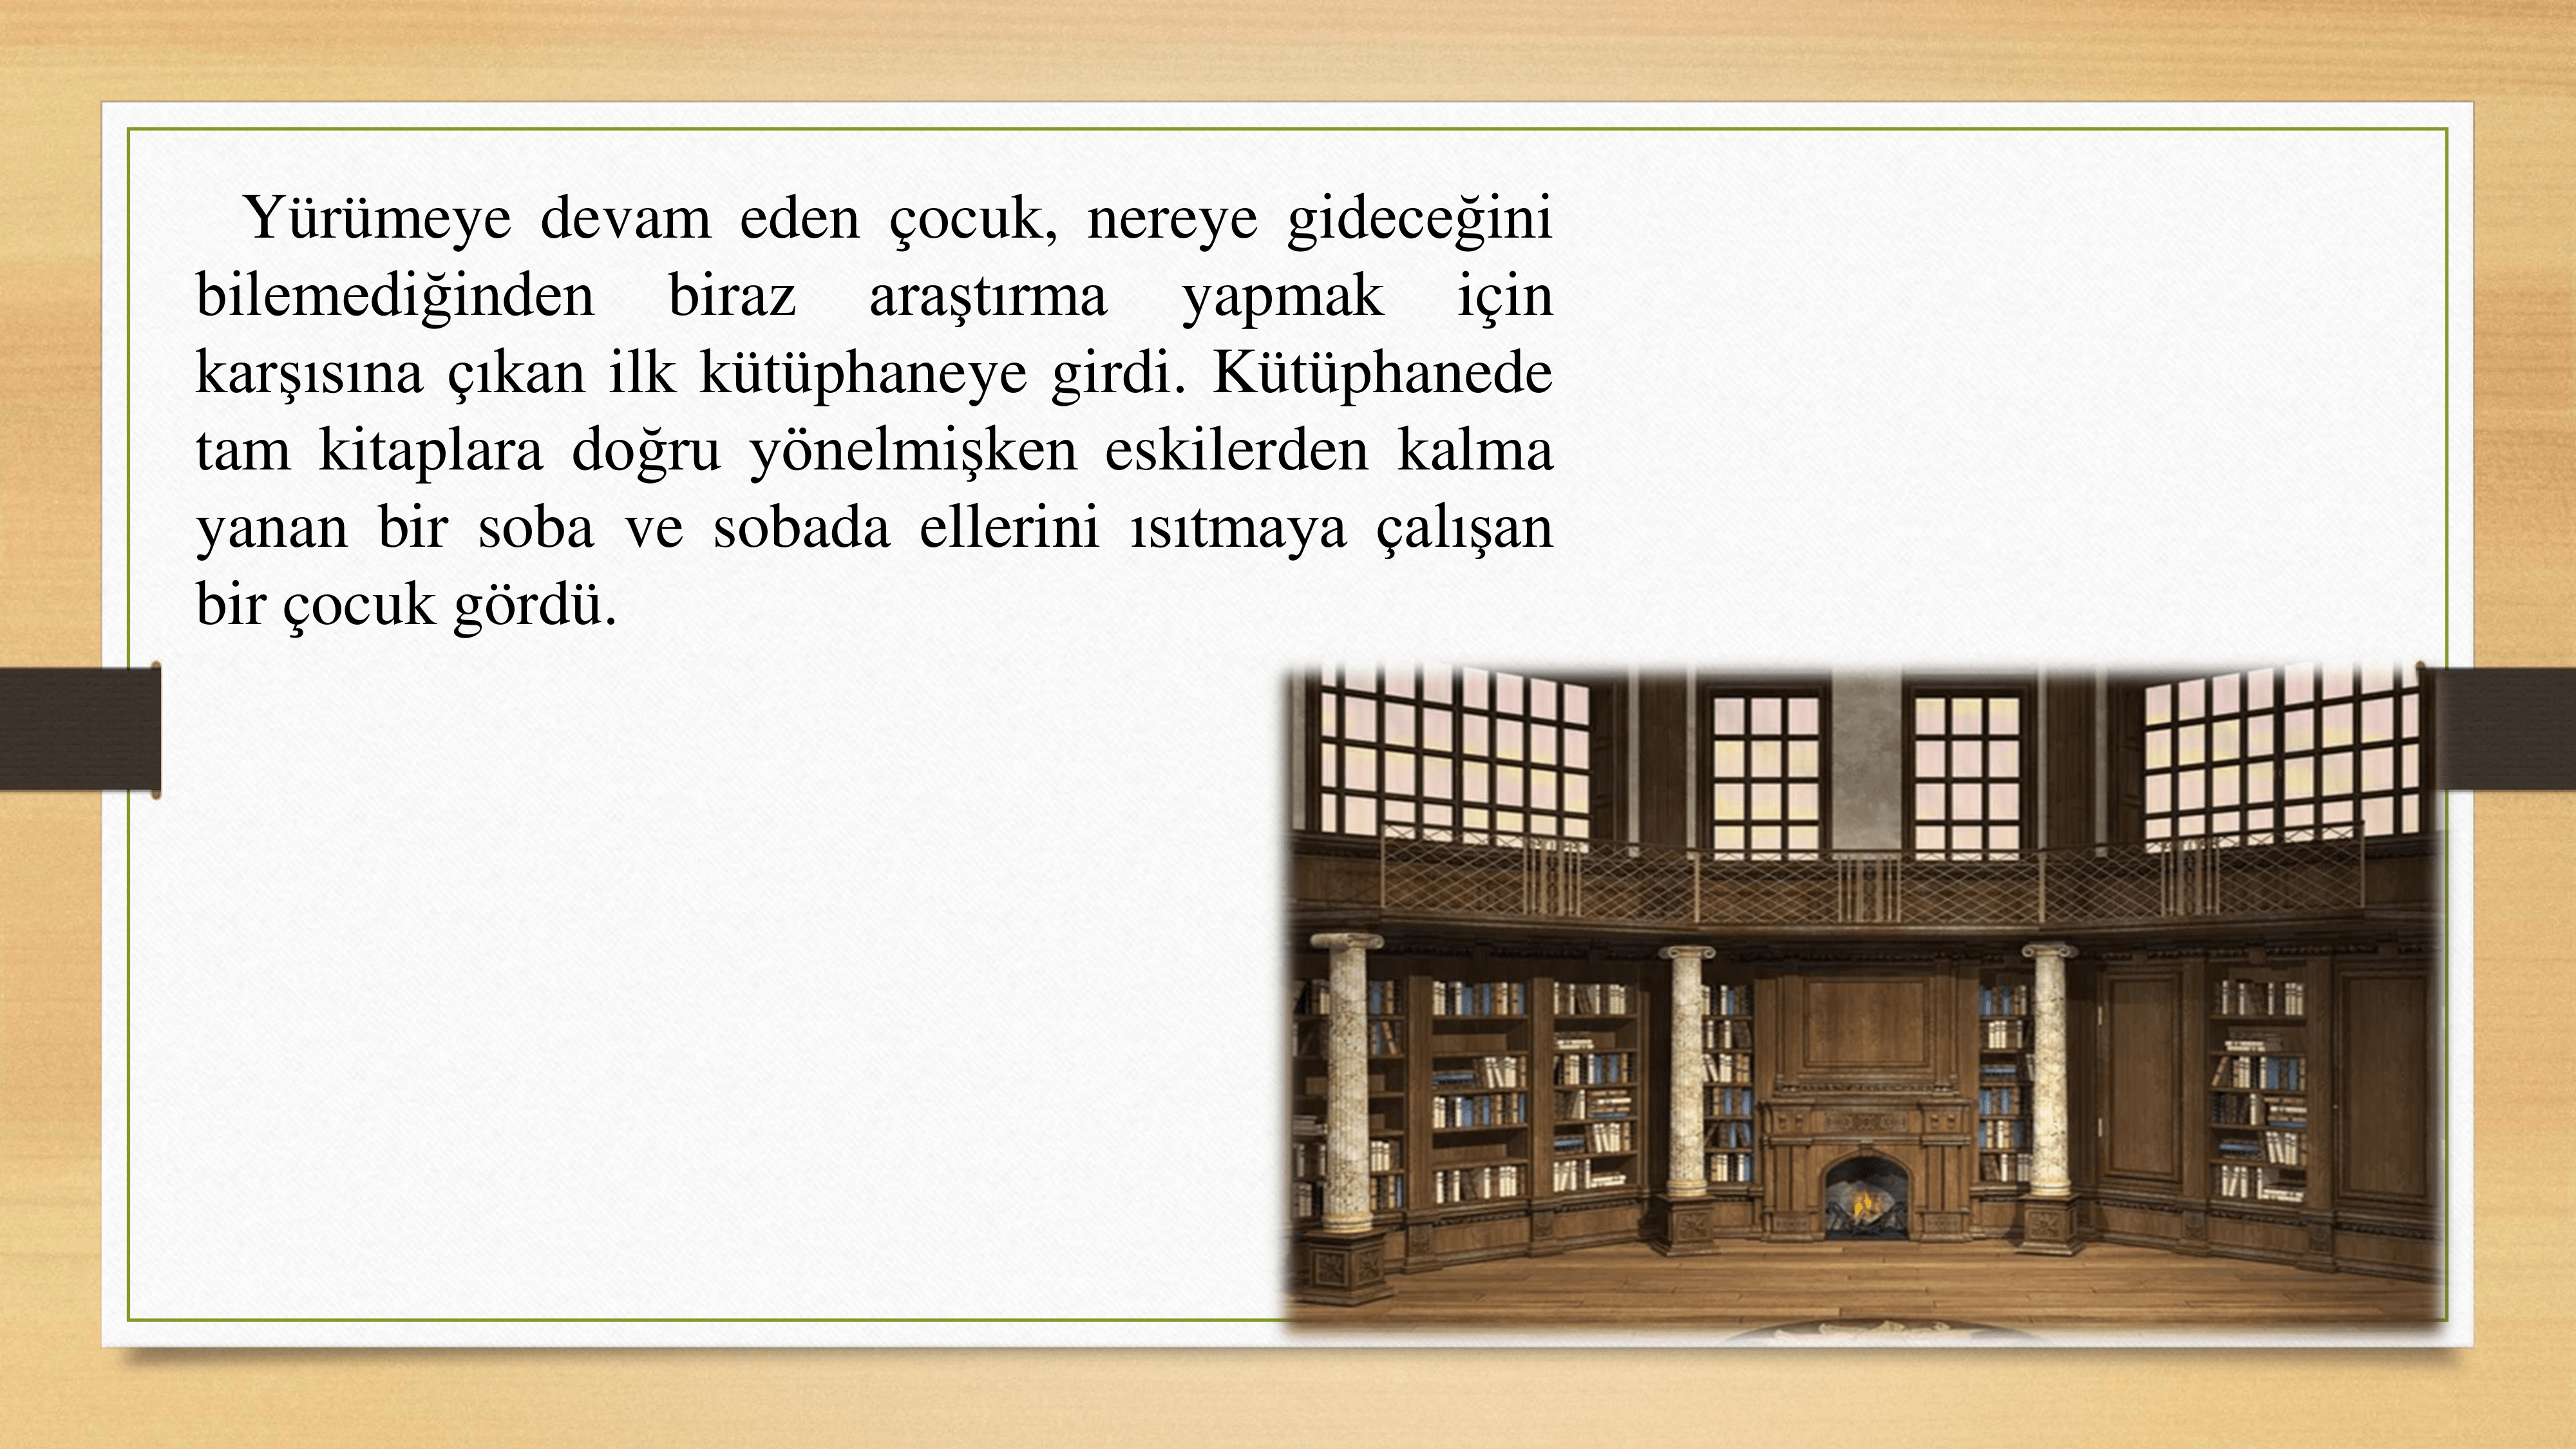 Yürümeye devam eden çocuk, nereye gideceğini
bilemediğinden biraz araştırma yapmak için
karşısına çıkan ilk kütüphaneye girdi. Kütüphanede
tam kitaplara doğru yönelmişken eskilerden kalma
yanan bir soba ve sobada ellerini ısıtmaya çalışan
bir çocuk gördü.